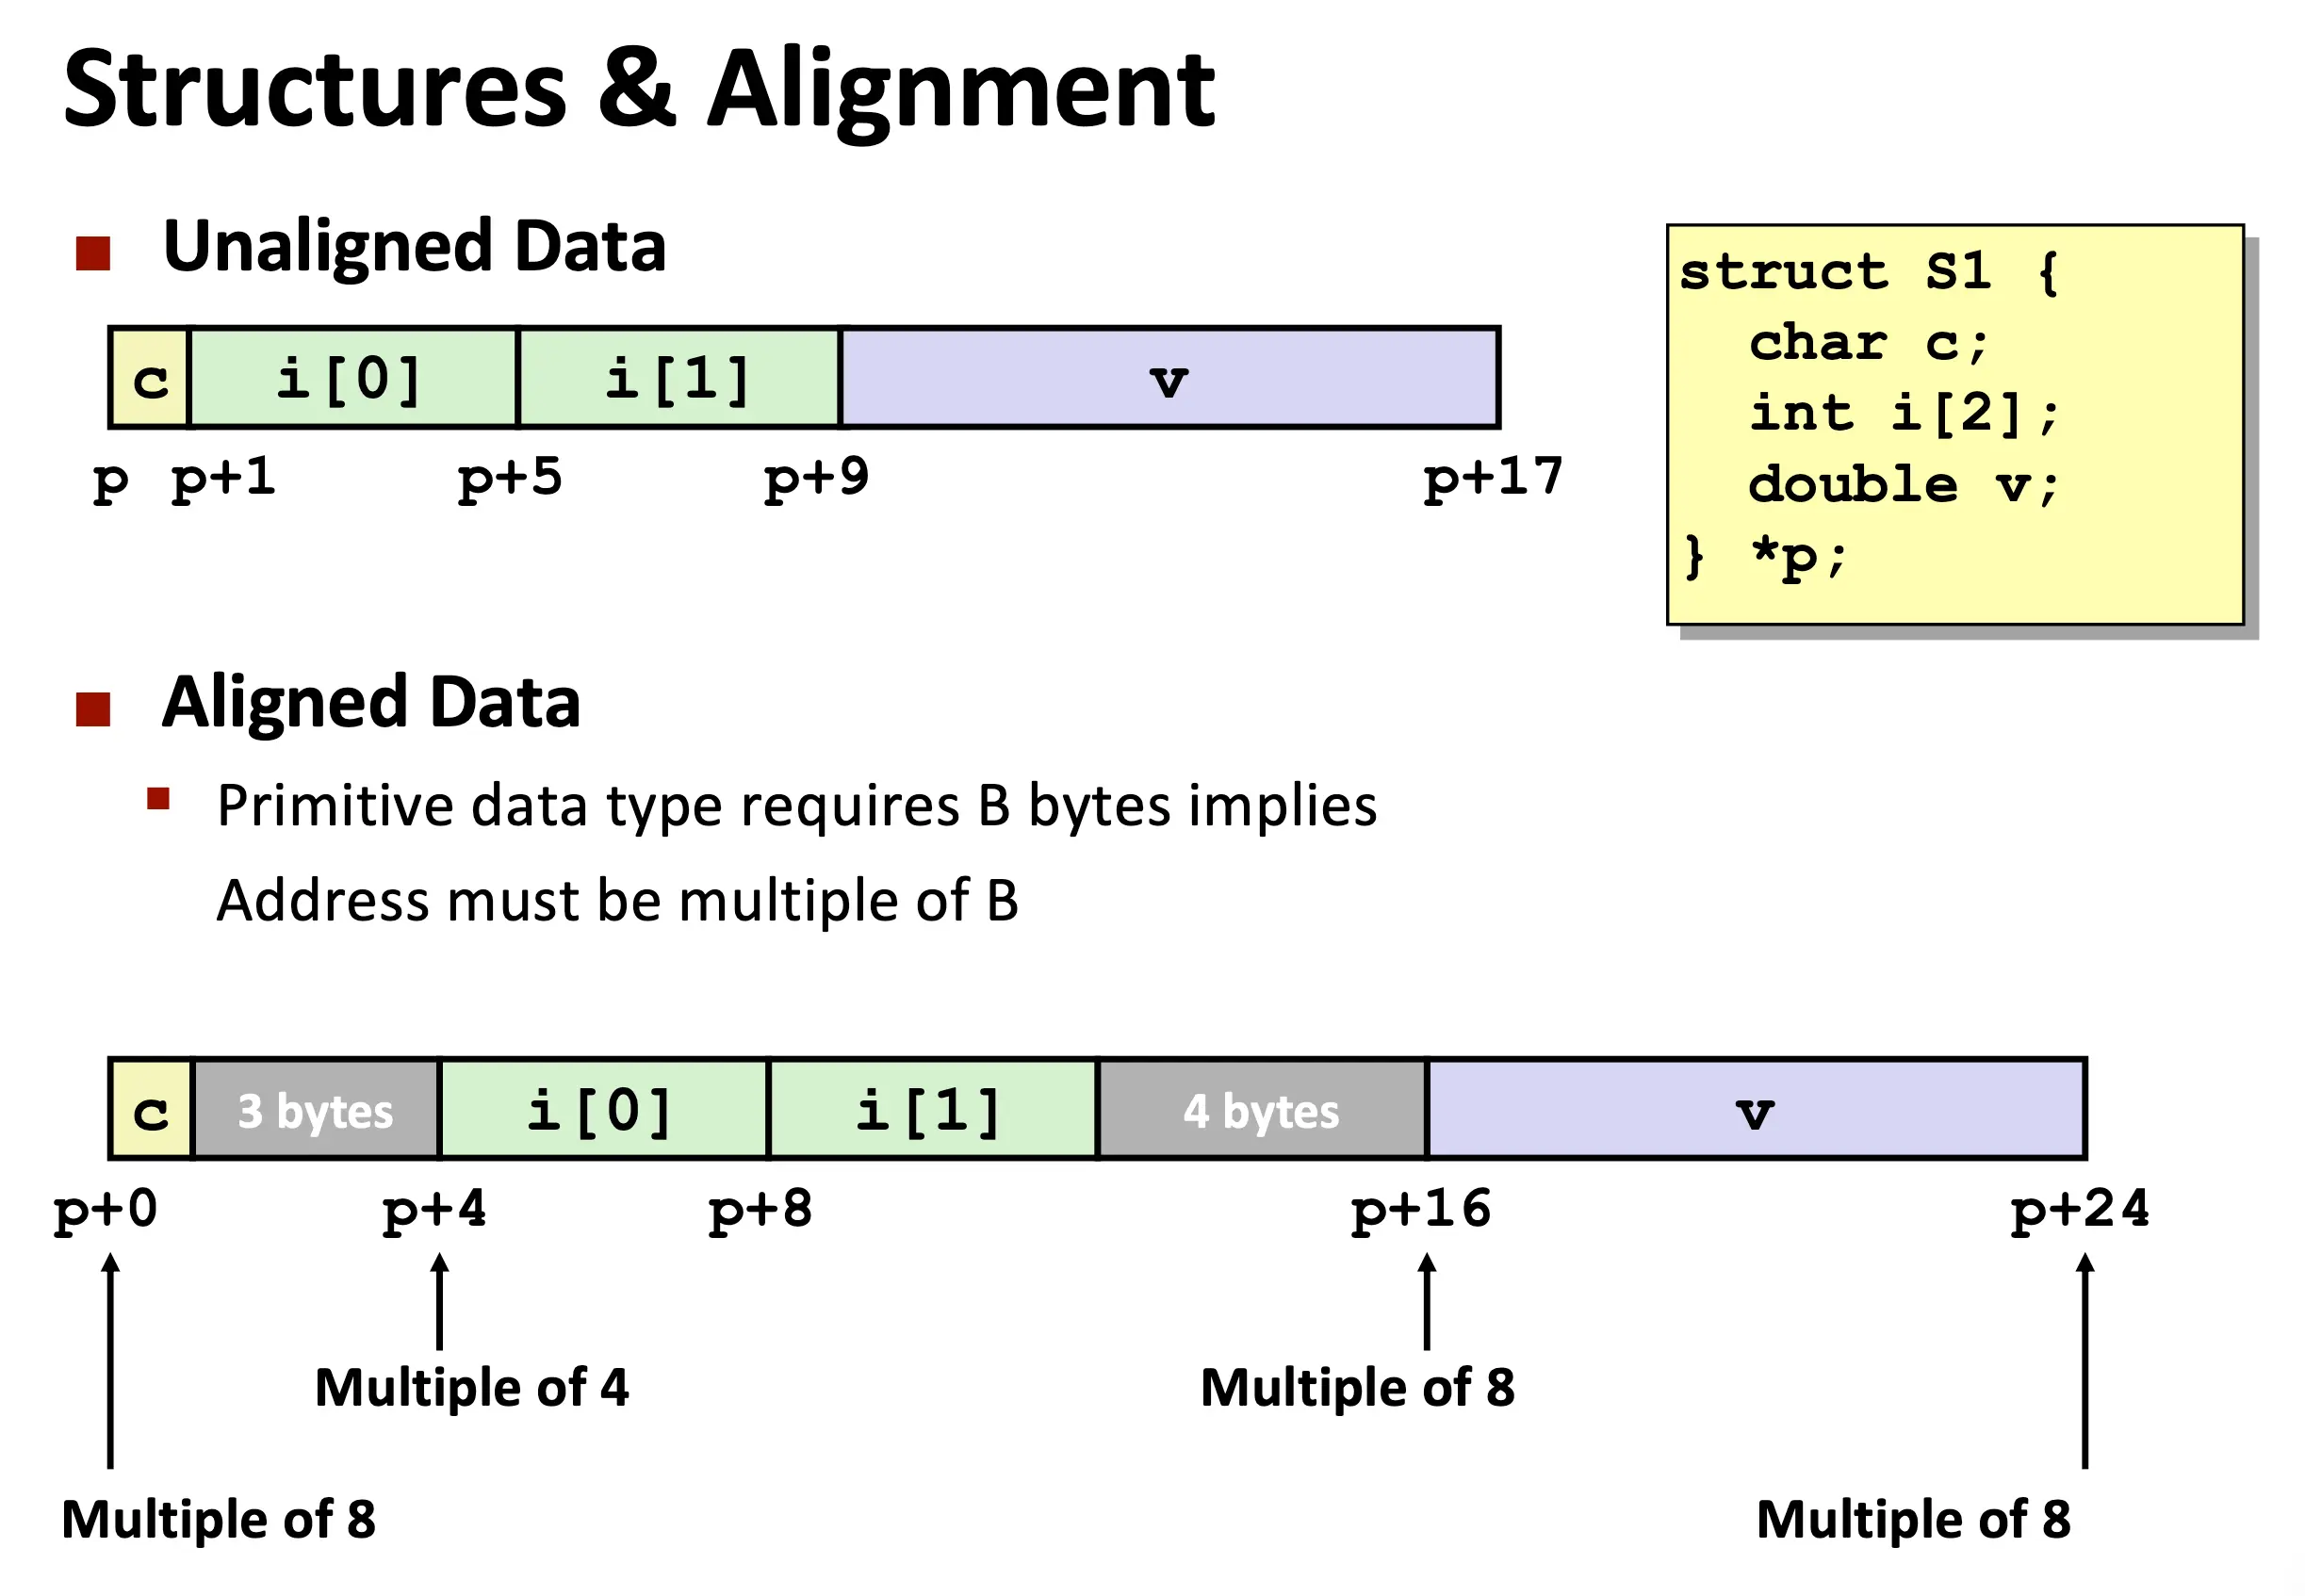 Structures & Alignment
Unaligned Data
c i[0] i[1] v
p p+1 p+5 p+9 p+17
struct S1 {
char c;
int i[2];
double v;
} *p;
Aligned Data
Primitive data type requires B bytes implies
Address must be multiple of B
c 3 bytes i[0] i[1] 4 bytes v
p+0 p+4 p+8 p+16 p+24
Multiple of 4 Multiple of 8
Multiple of 8 Multiple of 8